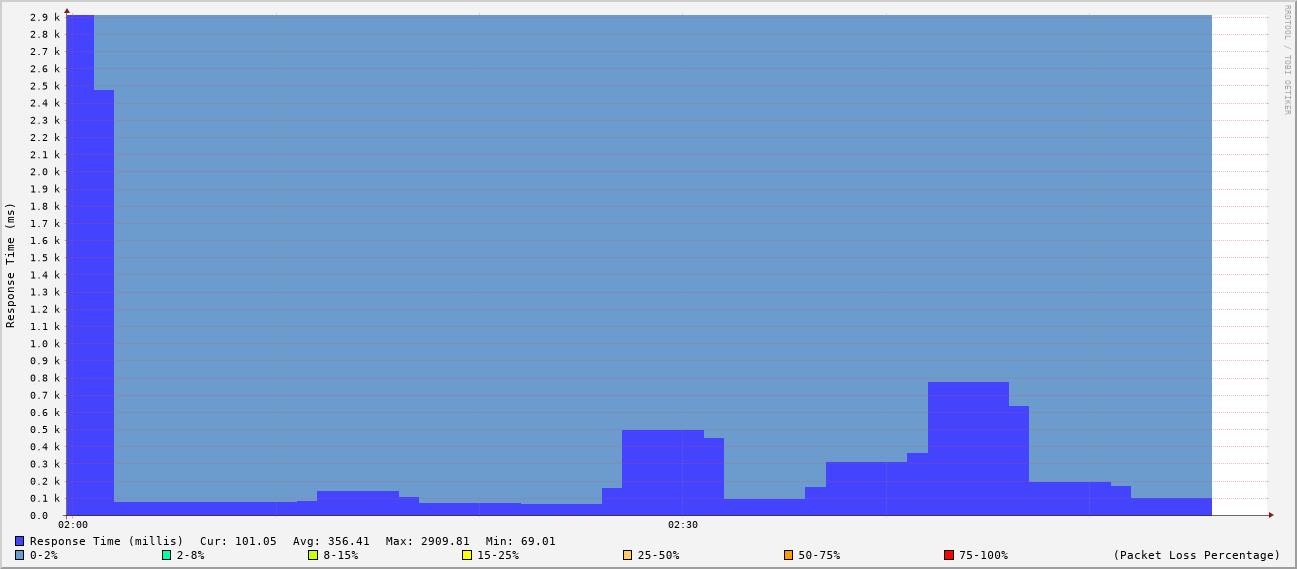 RRDTOOL / TOBI OETIKER
Response Time (ms)
2.9 k
2.8 k
2.7 k
2.6 k
2.5 k
2.4 k
2.3 k
2.2 k
2.1 k
2.0 k
1.9 k
1.8 k
1.7 k
1.6 k
1.5 k
1.4 k
1.3 k
1.2 k
1.1 k
1.0 k
0.9 k
0.8 k
0.7 k
0.6 k
0.5 k
0.4 k
0.3 k
0.2 k
0.1 k
0.0
02:00 02:30
Response Time (millis) Cur: 101.05 Avg: 356.41 Max: 2909.81 Min: 69.01
0-2% 2-8% 8-15% 15-25% 25-50% 50-75% 75-100% (Packet Loss Percentage)